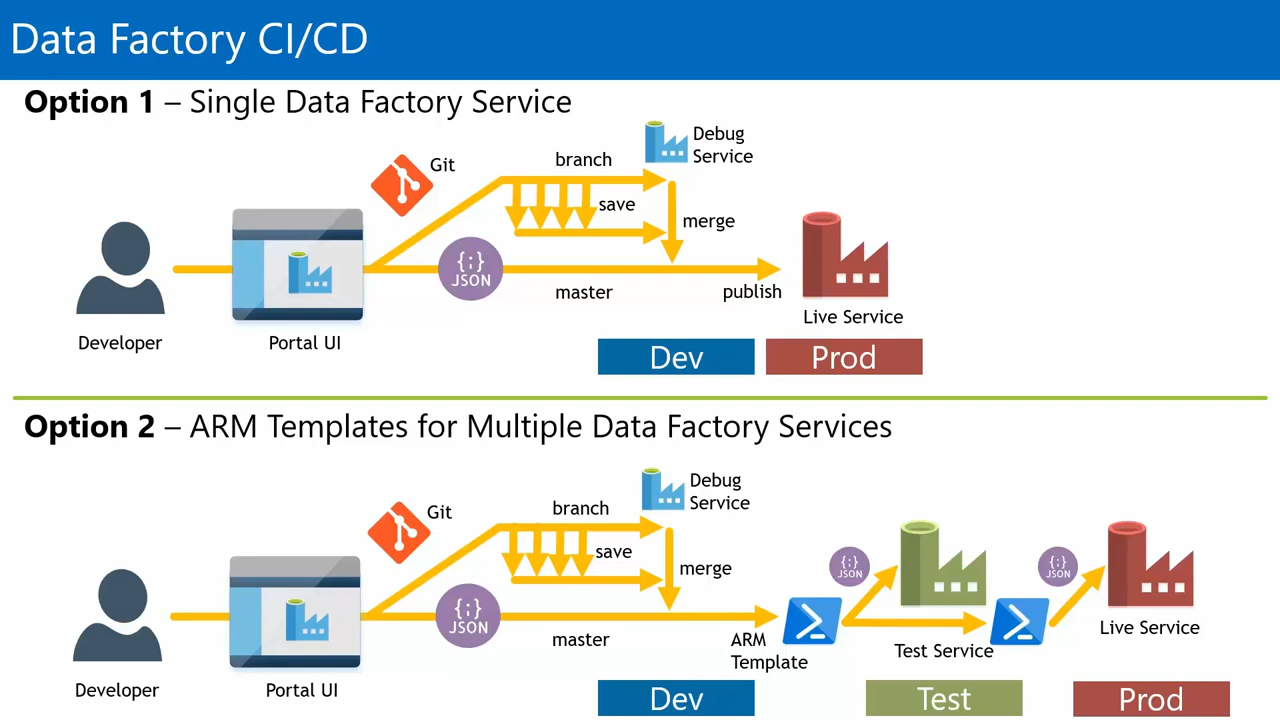 Data Factory CI/CD
Option 1 – Single Data Factory Service
Debug
Service
Git
branch
save
merge
{;}
JSON
master
publish
Developer
Portal UI
Live Service
Dev
Prod
Option 2 – ARM Templates for Multiple Data Factory Services
Debug
Service
Git
branch
save
merge
{;}
JSON
master
ARM
Template
{;}
JSON
Test Service
{;}
JSON
Live Service
Developer
Portal UI
Dev
Test
Prod